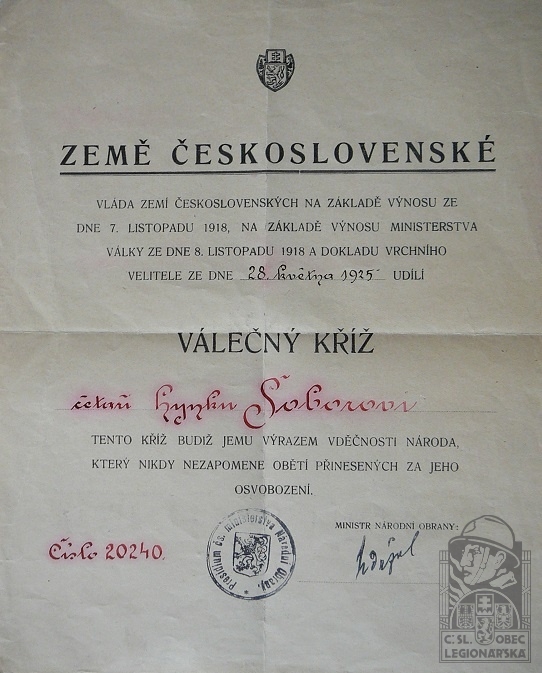 ZEMĚ ČESKOSLOVENSKÉ
VLÁDA ZEMÍ ČESKOSLOVENSKÝCH NA ZÁKLADĚ VÝNOSU ZE
DNE 7. LISTOPADU 1918, NA ZÁKLADĚ VÝNOSU MINISTERSTVA
VÁLKY ZE DNE 8. LISTOPADU 1918 A DOKLADU VRCHNÍHO
VELITELE ZE DNE 28. května 1925 UDÍLÍ
VÁLEČNÝ KŘÍŽ
četaři Hynku Šoborovi
TENTO KŘÍŽ BUDIŽ JEMU VÝRAZEM VDĚČNOSTI NÁRODA,
KTERÝ NIKDY NEZAPOMENE OBĚTÍ PŘINESENÝCH ZA JEHO
OSVOBOZENÍ.
MINISTR NÁRODNÍ OBRANY:
Číslo 20240.
Presidium čs. ministerstva Národní Obrany.
Č:SL. OBEC
LEGIONÁŘSKÁ